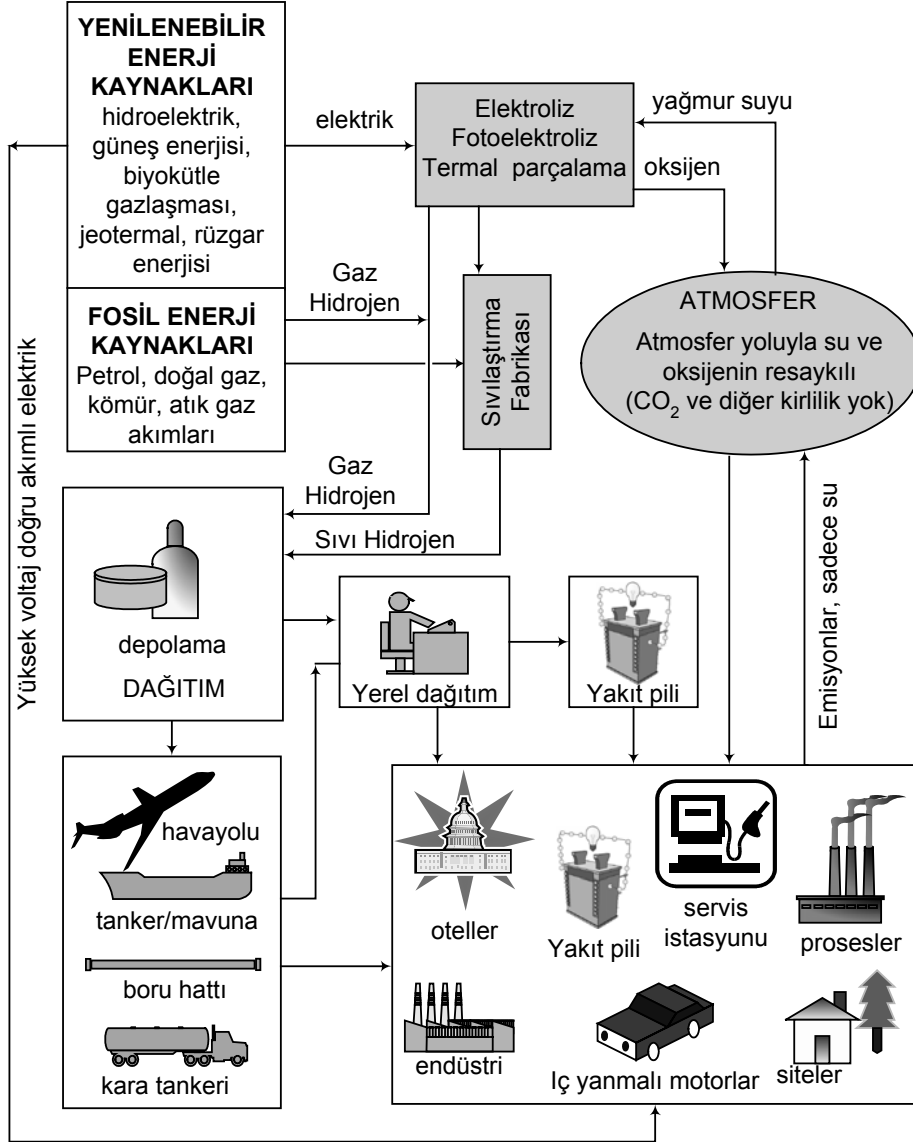 YENİLENEBİLİR
ENERJİ
KAYNAKLARI
hidroelektrik,
güneş enerjisi,
biyokütle
gazlaşması,
jeotermal, rüzgar
enerjisi
elektrik
Elektroliz
Fotoelektroliz
Termal parçalama
yağmur suyu
oksijen
Gaz
Hidrojen
FOSİL ENERJİ
KAYNAKLARI
Petrol, doğal gaz,
kömür, atık gaz
akımları
Sıvılaştırma
Fabrikası
ATMOSFER
Atmosfer yoluyla su ve
oksijenin resaykılı
(CO₂ ve diğer kirlilik yok)
Yüksek voltaj doğru akımlı elektrik
Gaz
Hidrojen
Sıvı Hidrojen
Emisyonlar, sadece su
depolama
DAĞITIM
Yerel dağıtım
Yakıt pili
havayolu
tanker/mavuna
boru hattı
kara tankeri
oteller
Yakıt pili
servis
istasyunu
prosesler
endüstri
Iç yanmalı motorlar
siteler